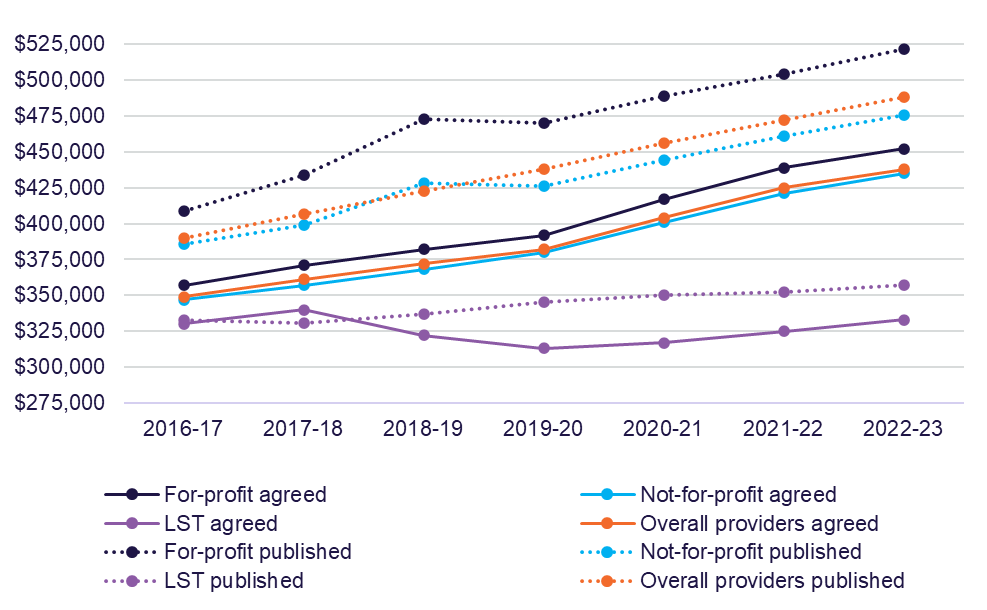 $525,000
$500,000
$475,000
$450,000
$425,000
$400,000
$375,000
$350,000
$325,000
$300,000
$275,000
2016-17 2017-18 2018-19 2019-20 2020-21 2021-22 2022-23
For-profit agreed Not-for-profit agreed
LST agreed Overall providers agreed
For-profit published Not-for-profit published
LST published Overall providers published